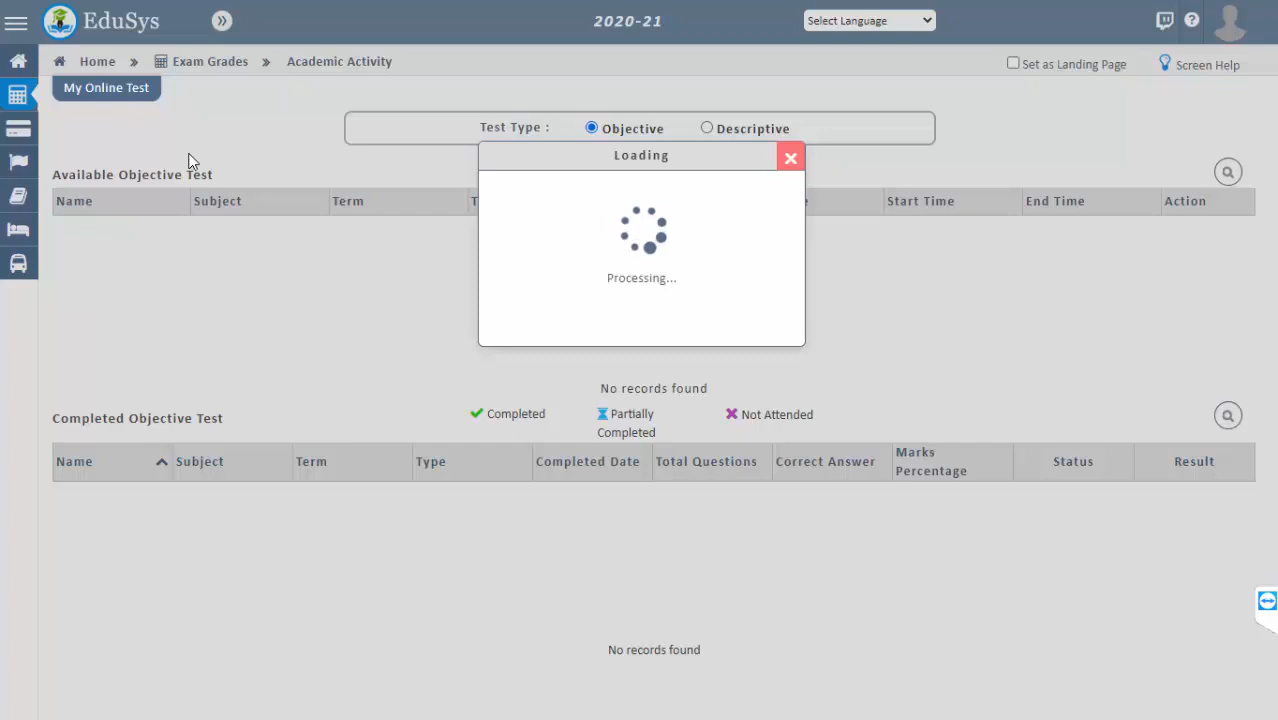 EduSys
2020-21
Select Language
Home » Exam Grades » Academic Activity
Set as Landing Page
Screen Help
My Online Test
Test Type :
Objective
Descriptive
Loading
Processing...
Available Objective Test
Name Subject Term Start Time End Time Action
No records found
Completed Objective Test
Completed
Partially
Completed
Not Attended
Name Subject Term Type Completed Date Total Questions Correct Answer Marks Percentage Status Result
No records found